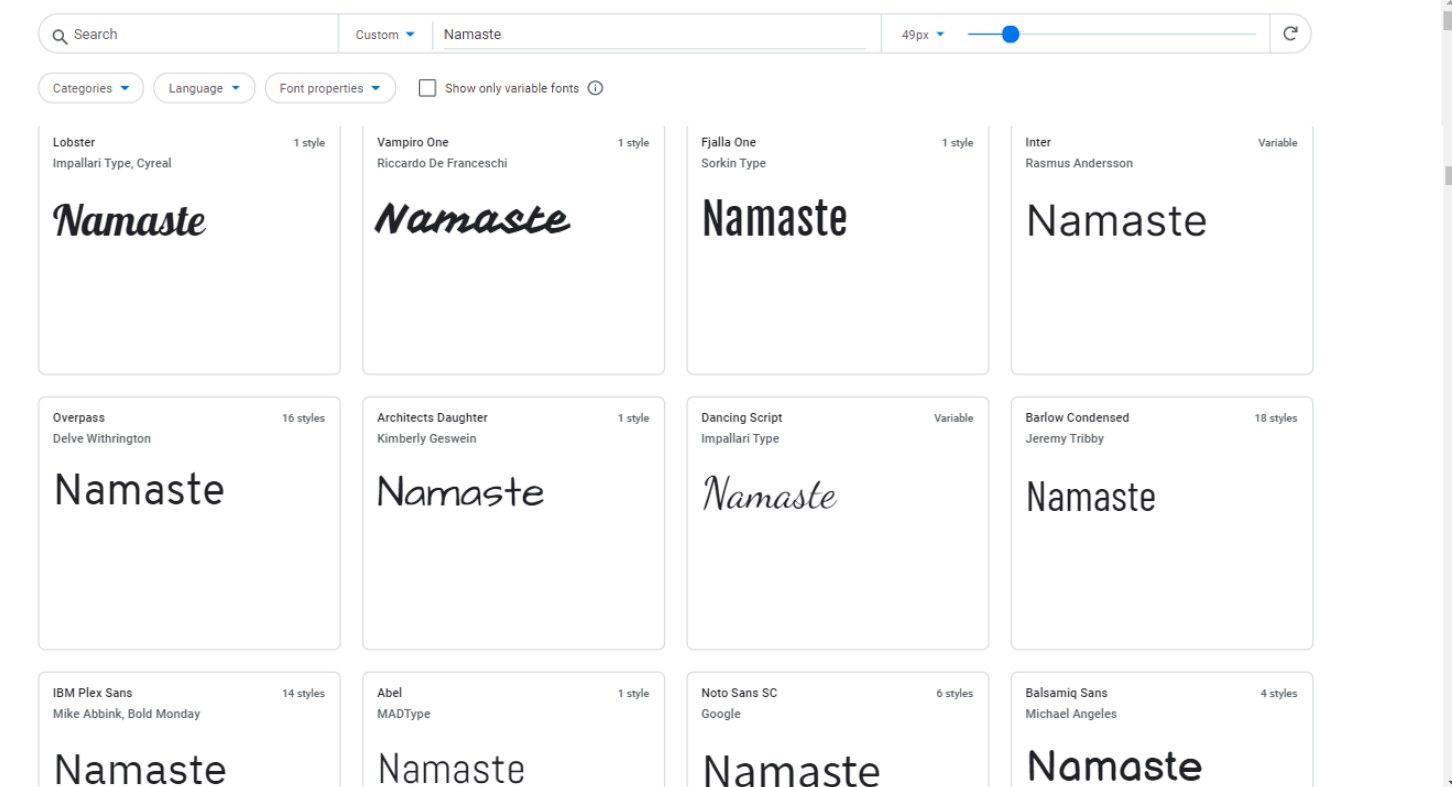 Search
Custom
Namaste
49px
Categories
Language
Font properties
Show only variable fonts
Lobster
1 style
Impallari Type, Cyreal
Namaste
Vampiro One
1 style
Riccardo De Franceschi
Namaste
Fjalla One
1 style
Sorkin Type
Namaste
Inter
Variable
Rasmus Andersson
Namaste
Overpass
16 styles
Delve Withrington
Namaste
Architects Daughter
1 style
Kimberly Geswein
Namaste
Dancing Script
Variable
Impallari Type
Namaste
Barlow Condensed
18 styles
Jeremy Tribby
Namaste
IBM Plex Sans
14 styles
Mike Abbink, Bold Monday
Namaste
Abel
1 style
MADType
Namaste
Noto Sans SC
6 styles
Google
Namaste
Balsamiq Sans
4 styles
Michael Angeles
Namaste